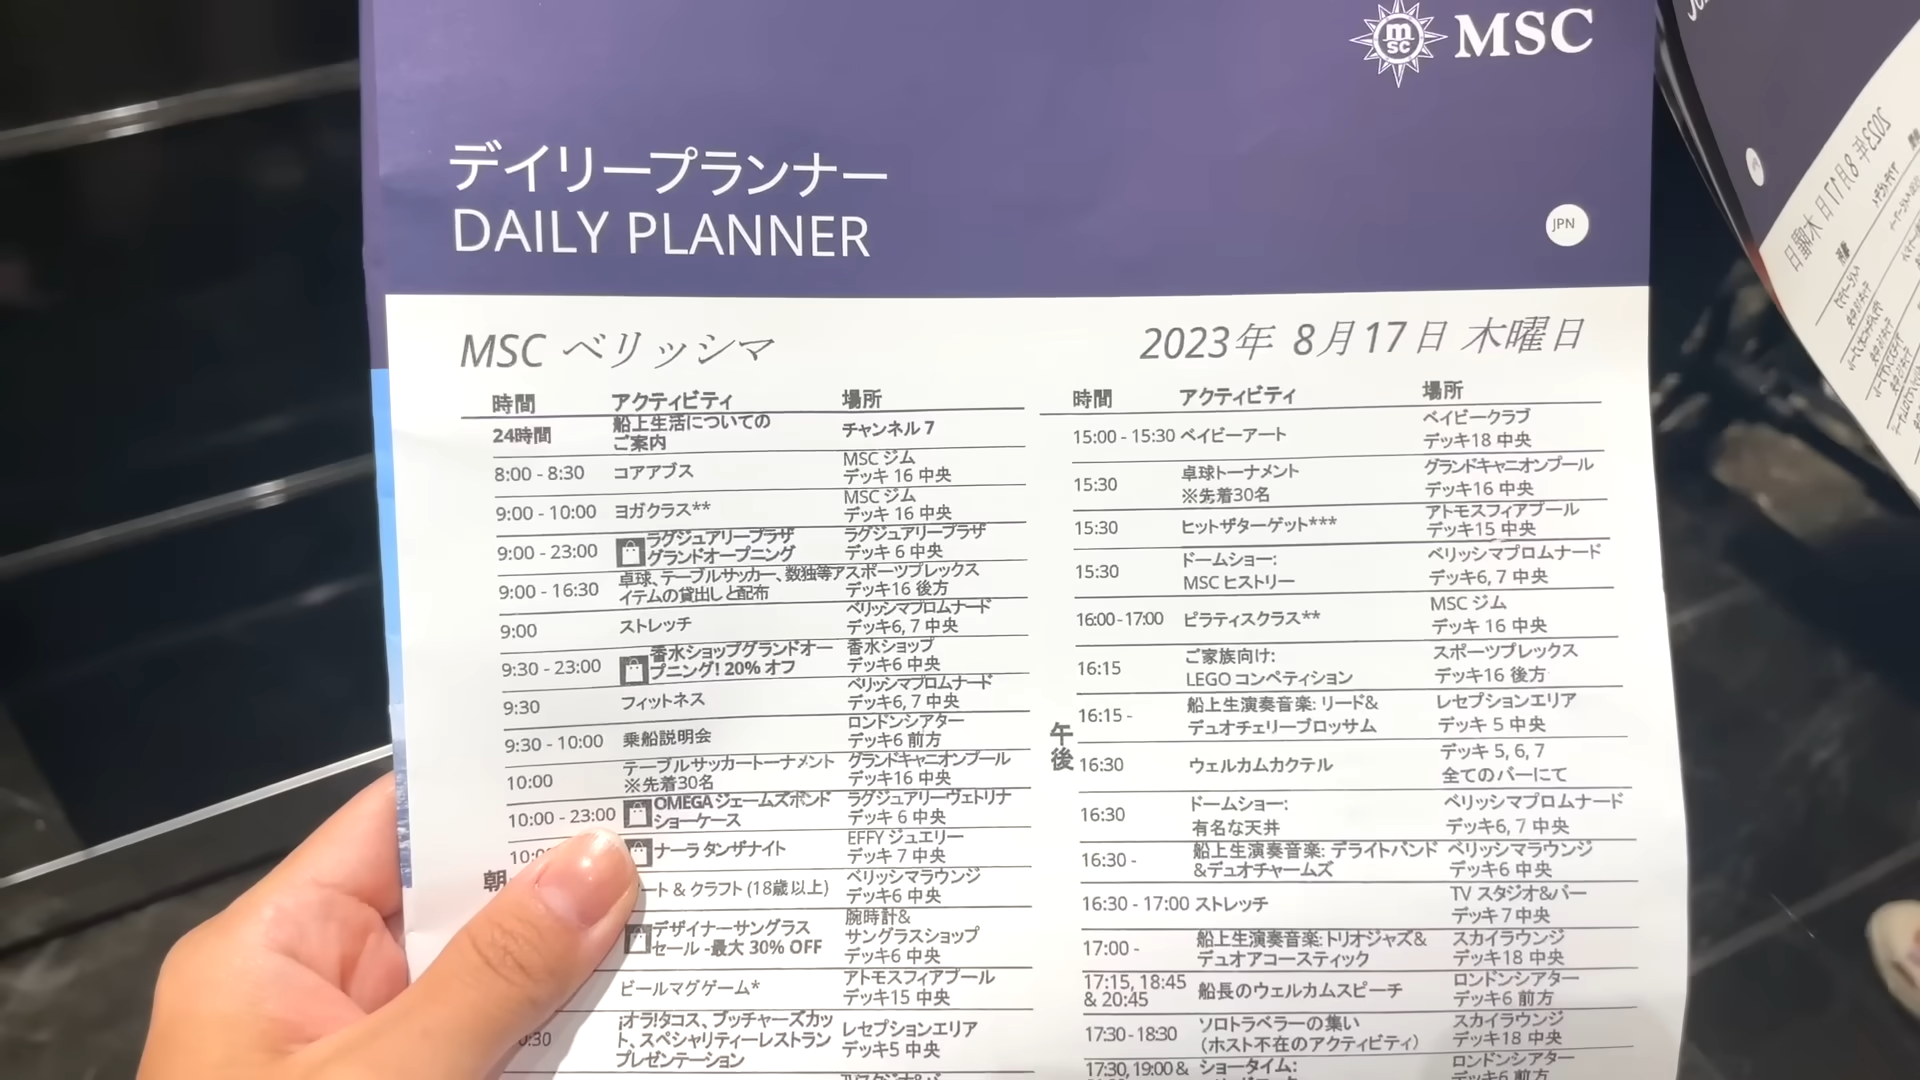 MSC
デイリープランナー
DAILY PLANNER
JPN
MSC ベリッシマ
2023年 8月17日 木曜日
時間 アクティビティ 場所
24時間 船上生活についての
ご案内 チャンネル 7
8:00 - 8:30 コアアブス MSC ジム
デッキ 16 中央
9:00 - 10:00 ヨガクラス** MSC ジム
デッキ 16 中央
9:00 - 23:00 ラグジュアリープラザ
グランドオープニング ラグジュアリープラザ
デッキ 6 中央
9:00 - 16:30 卓球、テーブルサッカー、数独等ア
イテムの貸出しと配布 スポーツプレックス
デッキ16 後方
9:00 ストレッチ ベリッシマプロムナード
デッキ6, 7 中央
9:30 - 23:00 香水ショップグランドオー
プニング! 20% オフ 香水ショップ
デッキ6 中央
9:30 フィットネス ベリッシマプロムナード
デッキ6, 7 中央
9:30 - 10:00 乗船説明会 ロンドンシアター
デッキ6 前方
10:00 テーブルサッカートーナメント
※先着30名 グランドキャニオンプール
デッキ16 中央
10:00 - 23:00 OMEGA ジェームズボンド
ショーケース ラグジュアリーヴェトリナ
デッキ 6 中央
ナーラ タンザナイト EFFY ジュエリー
デッキ 7 中央
朝
ート & クラフト (18歳以上) ベリッシマラウンジ
デッキ6 中央
デザイナーサングラス
セール -最大 30% OFF 腕時計&
サングラスショップ
デッキ6 中央
ビールマグゲーム* アトモスフィアプール
デッキ15 中央
¡オラ!タコス、ブッチャーズカッ
ト、スペシャリティーレストラン
プレゼンテーション レセプションエリア
デッキ5 中央
時間 アクティビティ 場所
15:00 - 15:30 ベイビーアート ベイビークラブ
デッキ18 中央
15:30 卓球トーナメント
※先着30名 グランドキャニオンプール
デッキ16 中央
15:30 ヒットザターゲット*** アトモスフィアプール
デッキ15 中央
15:30 ドームショー:
MSC ヒストリー ベリッシマプロムナード
デッキ6, 7 中央
16:00 - 17:00 ピラティスクラス** MSC ジム
デッキ 16 中央
16:15 ご家族向け:
LEGO コンペティション スポーツプレックス
デッキ16 後方
16:15 - 船上生演奏音楽: リード&
デュオチェリーブロッサム レセプションエリア
デッキ 5 中央
午後
16:30 ウェルカムカクテル デッキ 5, 6, 7
全てのバーにて
16:30 ドームショー:
有名な天井 ベリッシマプロムナード
デッキ6, 7 中央
16:30 - 船上生演奏音楽: デライトバンド
&デュオチャームズ ベリッシマラウンジ
デッキ6 中央
16:30 - 17:00 ストレッチ TV スタジオ&バー
デッキ 7 中央
17:00 - 船上生演奏音楽: トリオジャズ&
デュオアコースティック スカイラウンジ
デッキ18 中央
17:15, 18:45
& 20:45 船長のウェルカムスピーチ ロンドンシアター
デッキ6 前方
17:30 - 18:30 ソロトラベラーの集い
(ホスト不在のアクティビティ) スカイラウンジ
デッキ18 中央
17:30, 19:00 & ショータイム: ロンドンシアター
デッキ6 前方